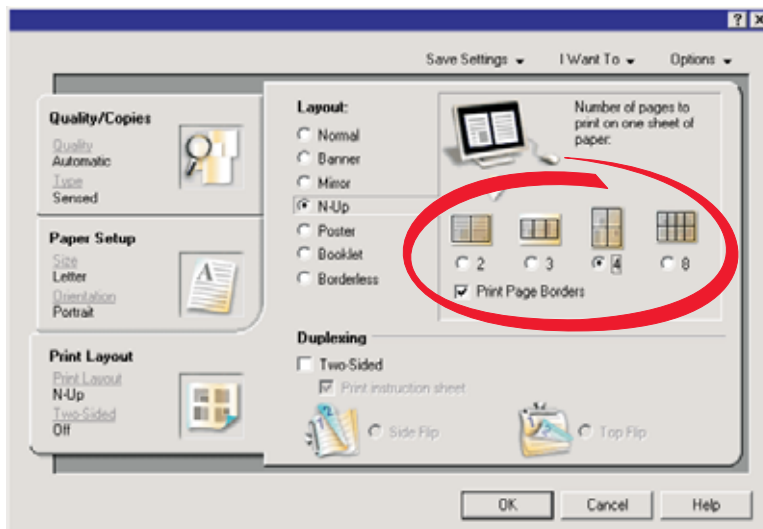 Save Settings I Want To Options
Quality/Copies
Quality
Automatic
Type
Sensed
Paper Setup
Size
Letter
Orientation
Portrait
Print Layout
Print Layout
N-Up
Two-Sided
Off
Layout:
Normal
Banner
Mirror
N-Up
Poster
Booklet
Borderless
Number of pages to
print on one sheet of
paper:
2 3 4 8
Print Page Borders
Duplexing
Two-Sided
Print instruction sheet
Side Flip Top Flip
OK Cancel Help